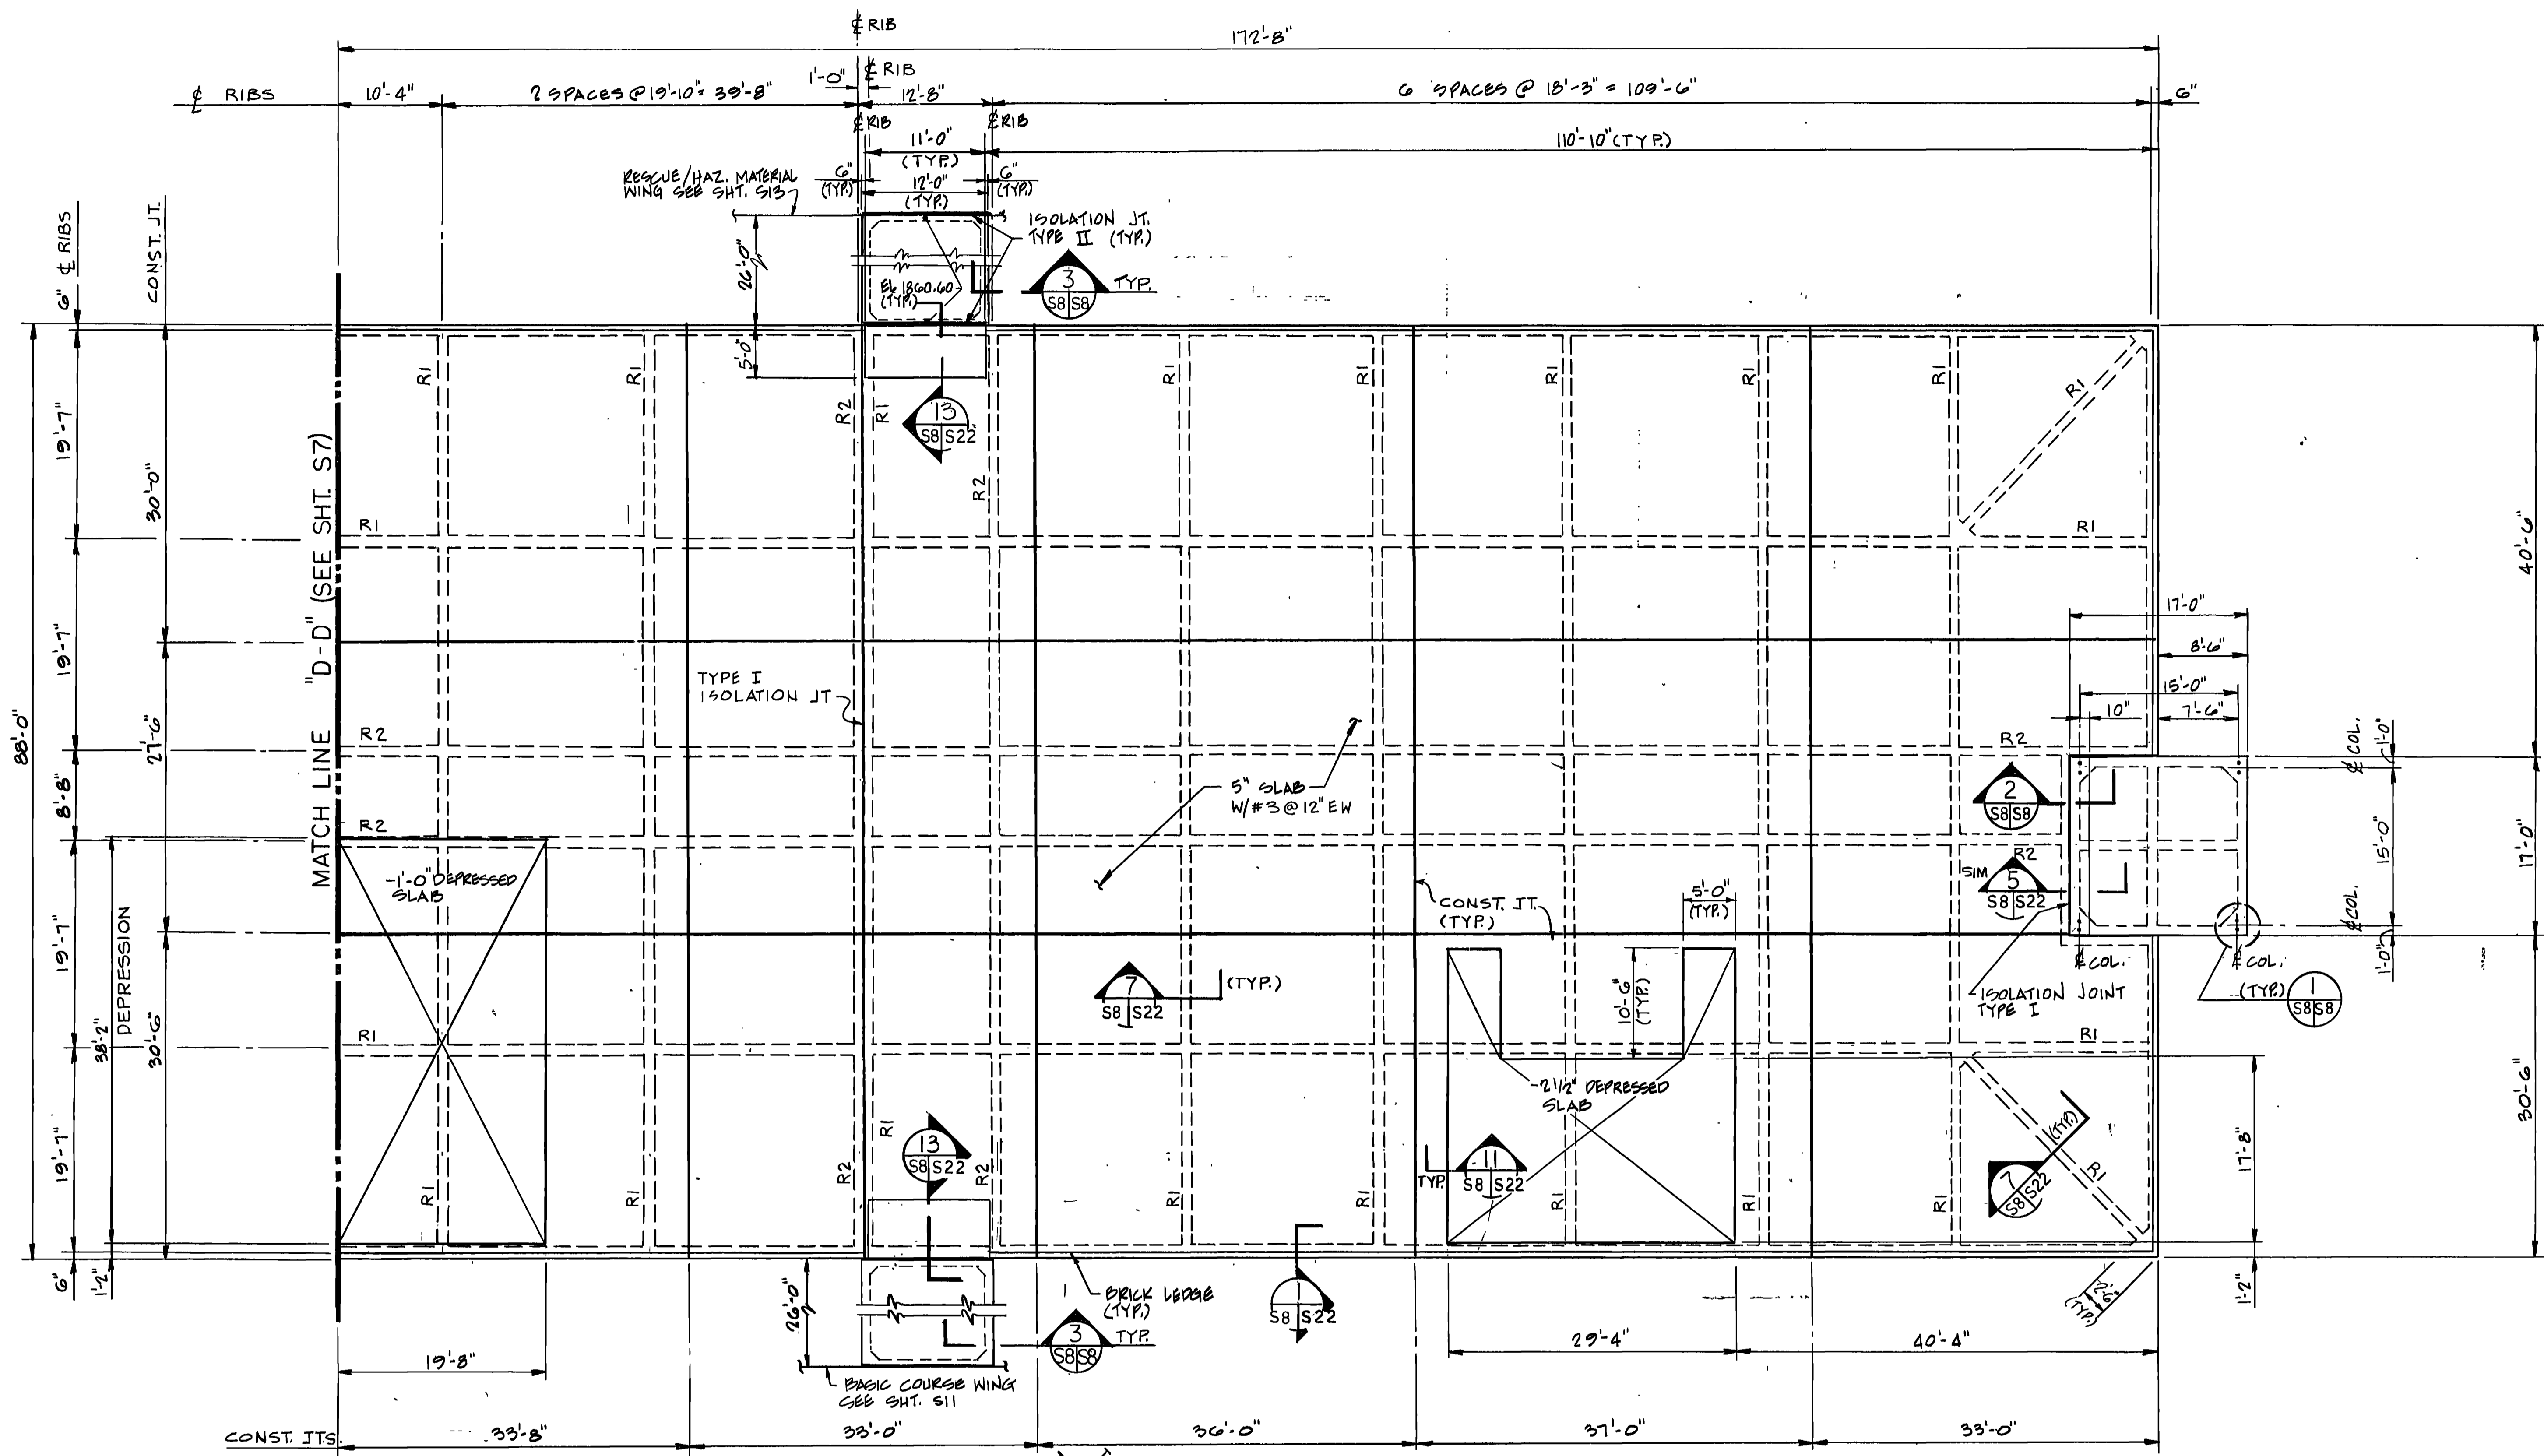 ℄ RIB
172'-8"
1'-0"
℄ RIB
℄ RIBS
10'-4"
2 SPACES @ 19'-10" = 39'-8"
12'-8"
6 SPACES @ 18'-3" = 109'-6"
6"
℄ RIB
℄ RIB
11'-0"
(TYP.)
110'-10" (TYP.)
RESCUE/HAZ. MATERIAL
WING SEE SHT. S13
6"
(TYP.)
12'-0"
(TYP.)
6"
(TYP.)
ISOLATION JT.
TYPE II (TYP.)
6" ℄ RIBS
CONST. JT.
26'-0"
EL 1860.60
(TYP.)
3
S8 S8
TYP.
5'-0"
R1
R1
R2
R1
R1
R1
R1
R1
R1
R1
13
S8 S22
R2
19'-7"
30'-0"
MATCH LINE "D-D" (SEE SHT. S7)
R1
R1
40'-6"
17'-0"
8'-6"
19'-7"
TYPE I
ISOLATION JT
15'-0"
10"
7'-6"
88'-0"
27'-6"
R2
R2
℄ COL.
1'-0"
8'-8"
5" SLAB
W/#3 @ 12" EW
2
S8 S8
R2
R2
15'-0"
17'-0"
-1'-0" DEPRESSED
SLAB
SIM
5
S8 S22
CONST. JT.
(TYP.)
5'-0"
(TYP.)
DEPRESSION
19'-7"
℄ COL.
1'-0"
℄ COL.
℄ COL.
7
S8 S22
(TYP.)
10'-6"
(TYP.)
ISOLATION JOINT
TYPE I
(TYP.)
1
S8 S8
38'-2"
30'-6"
R1
R1
-2 1/2" DEPRESSED
SLAB
30'-6"
R1
13
S8 S22
(TYP.)
17'-8"
19'-7"
R1
R1
R2
R2
R1
R1
TYP.
11
S8 S22
R1
R1
R1
7
S8 S22
R1
6"
1'-2"
26'-0"
BRICK LEDGE
(TYP.)
1
S8 S22
(TYP.)
1'-2"
3
S8 S8
TYP.
29'-4"
40'-4"
19'-8"
BASIC COURSE WING
SEE SHT. S11
CONST. JTS.
33'-8"
33'-0"
36'-0"
37'-0"
33'-0"